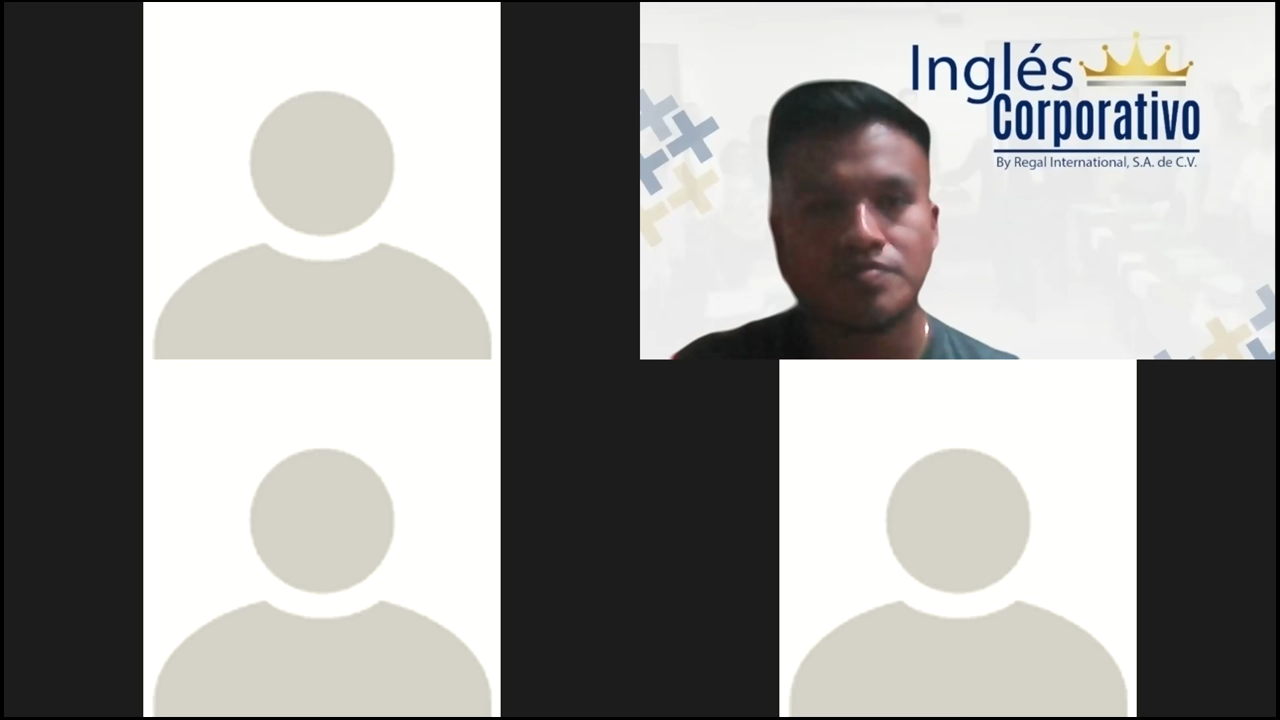 Inglés
Corporativo
By Regal International, S.A. de C.V.